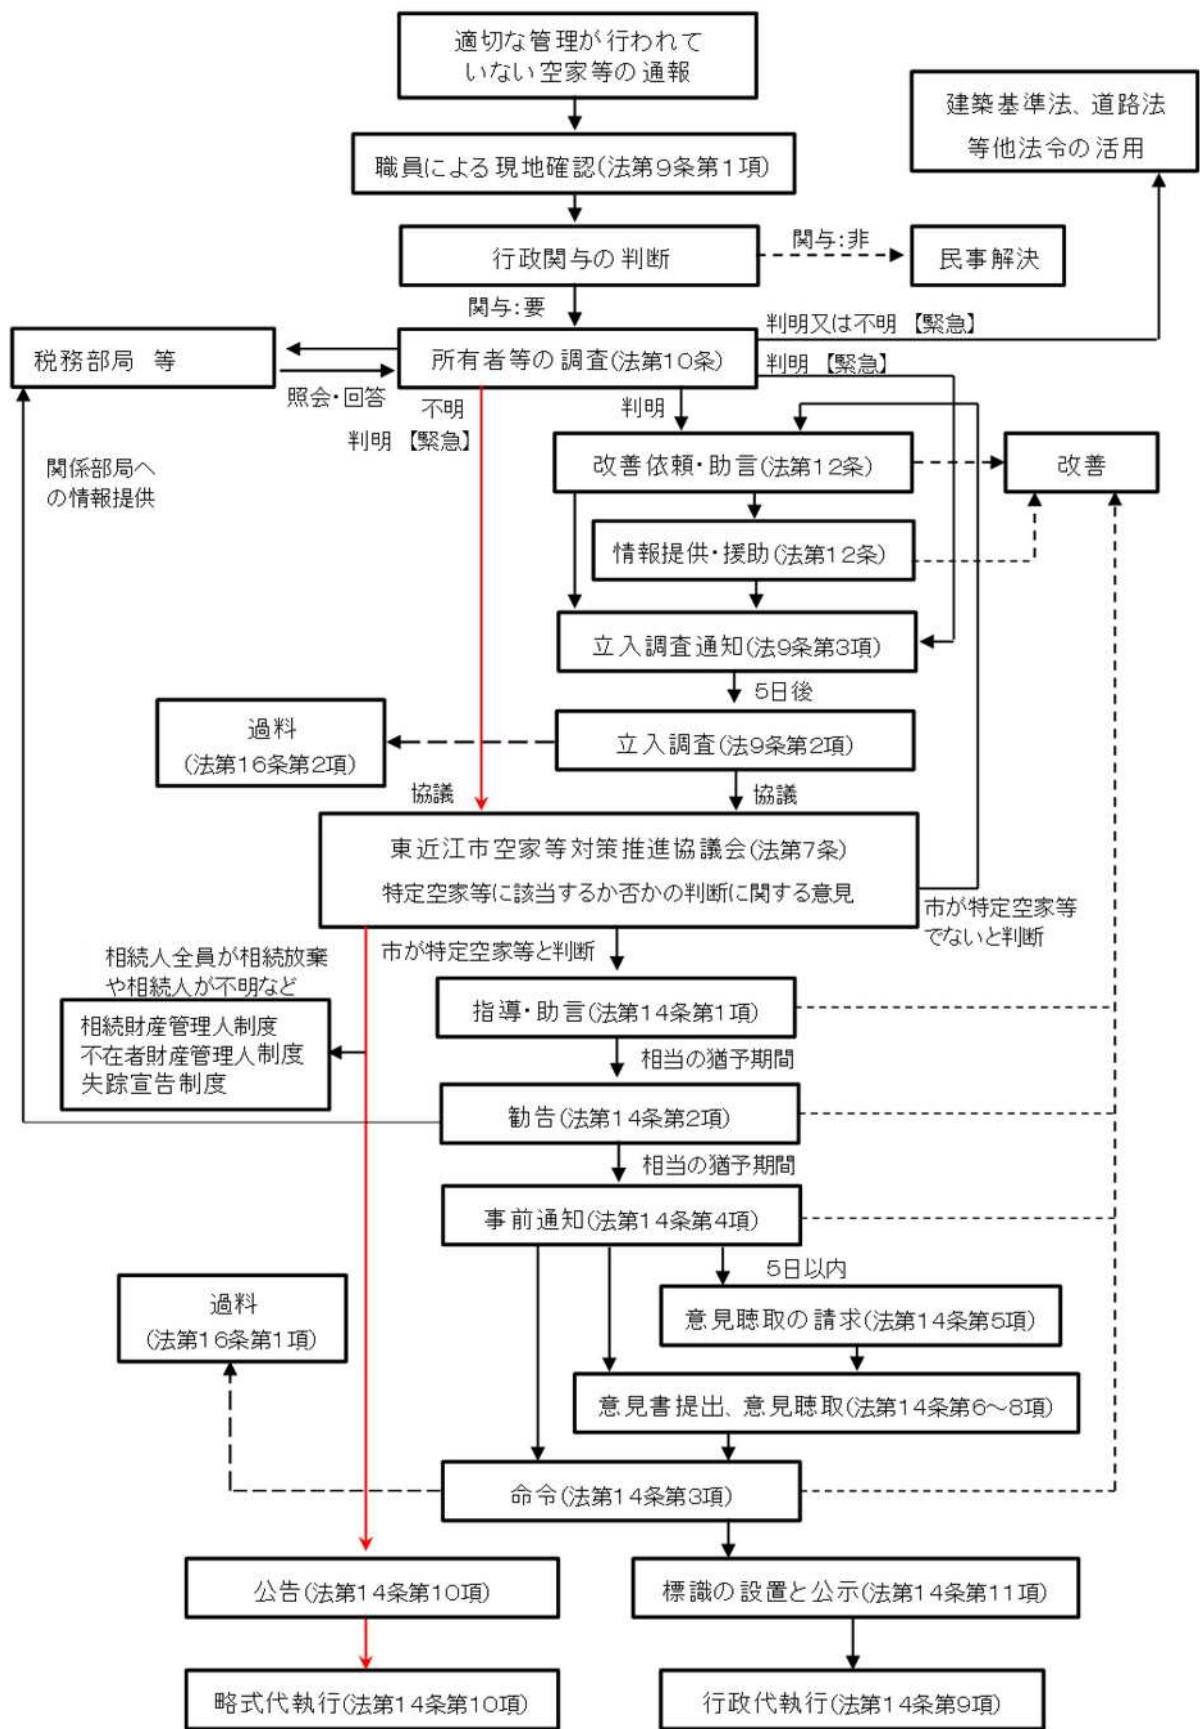 適切な管理が行われて
いない空家等の通報
建築基準法、道路法
等他法令の活用
職員による現地確認(法第9条第1項)
行政関与の判断
関与:非
民事解決
関与:要
税務部局 等
照会・回答
所有者等の調査(法第10条)
判明又は不明【緊急】
判明【緊急】
不明
判明【緊急】
判明
関係部局へ
の情報提供
改善依頼・助言(法第12条)
改善
情報提供・援助(法第12条)
立入調査通知(法9条第3項)
5日後
過料
(法第16条第2項)
立入調査(法9条第2項)
協議
協議
東近江市空家等対策推進協議会(法第7条)
特定空家等に該当するか否かの判断に関する意見
市が特定空家等
でないと判断
相続人全員が相続放棄
や相続人が不明など
市が特定空家等と判断
相続財産管理人制度
不在者財産管理人制度
失踪宣告制度
指導・助言(法第14条第1項)
相当の猶予期間
勧告(法第14条第2項)
相当の猶予期間
事前通知(法第14条第4項)
5日以内
過料
(法第16条第1項)
意見聴取の請求(法第14条第5項)
意見書提出、意見聴取(法第14条第6～8項)
命令(法第14条第3項)
公告(法第14条第10項)
標識の設置と公示(法第14条第11項)
略式代執行(法第14条第10項)
行政代執行(法第14条第9項)